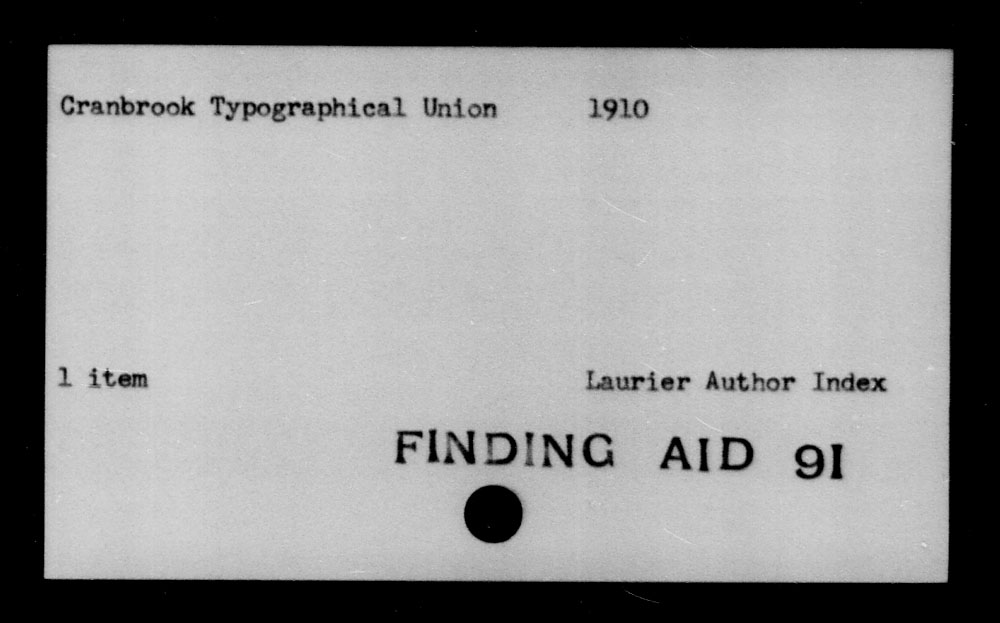 Cranbrook Typographical Union 1910
1 item Laurier Author Index
FINDING AID 91